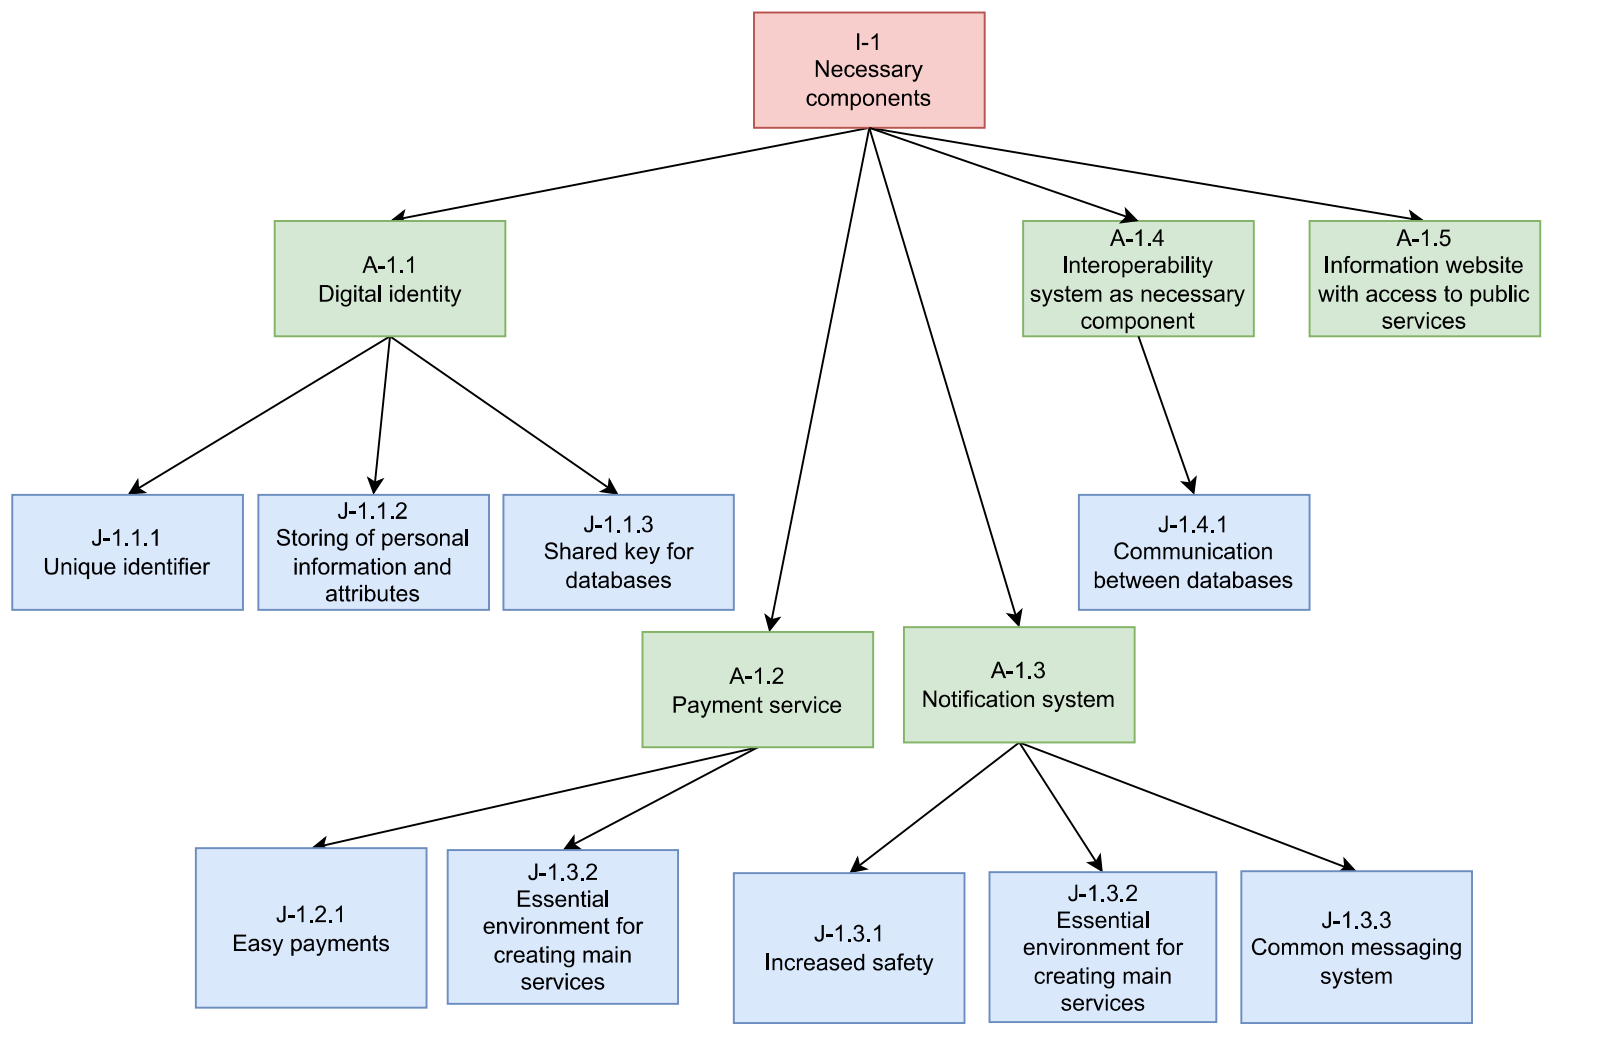 I-1
Necessary
components
A-1.1
Digital identity
A-1.4
Interoperability
system as necessary
component
A-1.5
Information website
with access to public
services
J-1.1.1
Unique identifier
J-1.1.2
Storing of personal
information and
attributes
J-1.1.3
Shared key for
databases
J-1.4.1
Communication
between databases
A-1.2
Payment service
A-1.3
Notification system
J-1.2.1
Easy payments
J-1.3.2
Essential
environment for
creating main
services
J-1.3.1
Increased safety
J-1.3.2
Essential
environment for
creating main
services
J-1.3.3
Common messaging
system